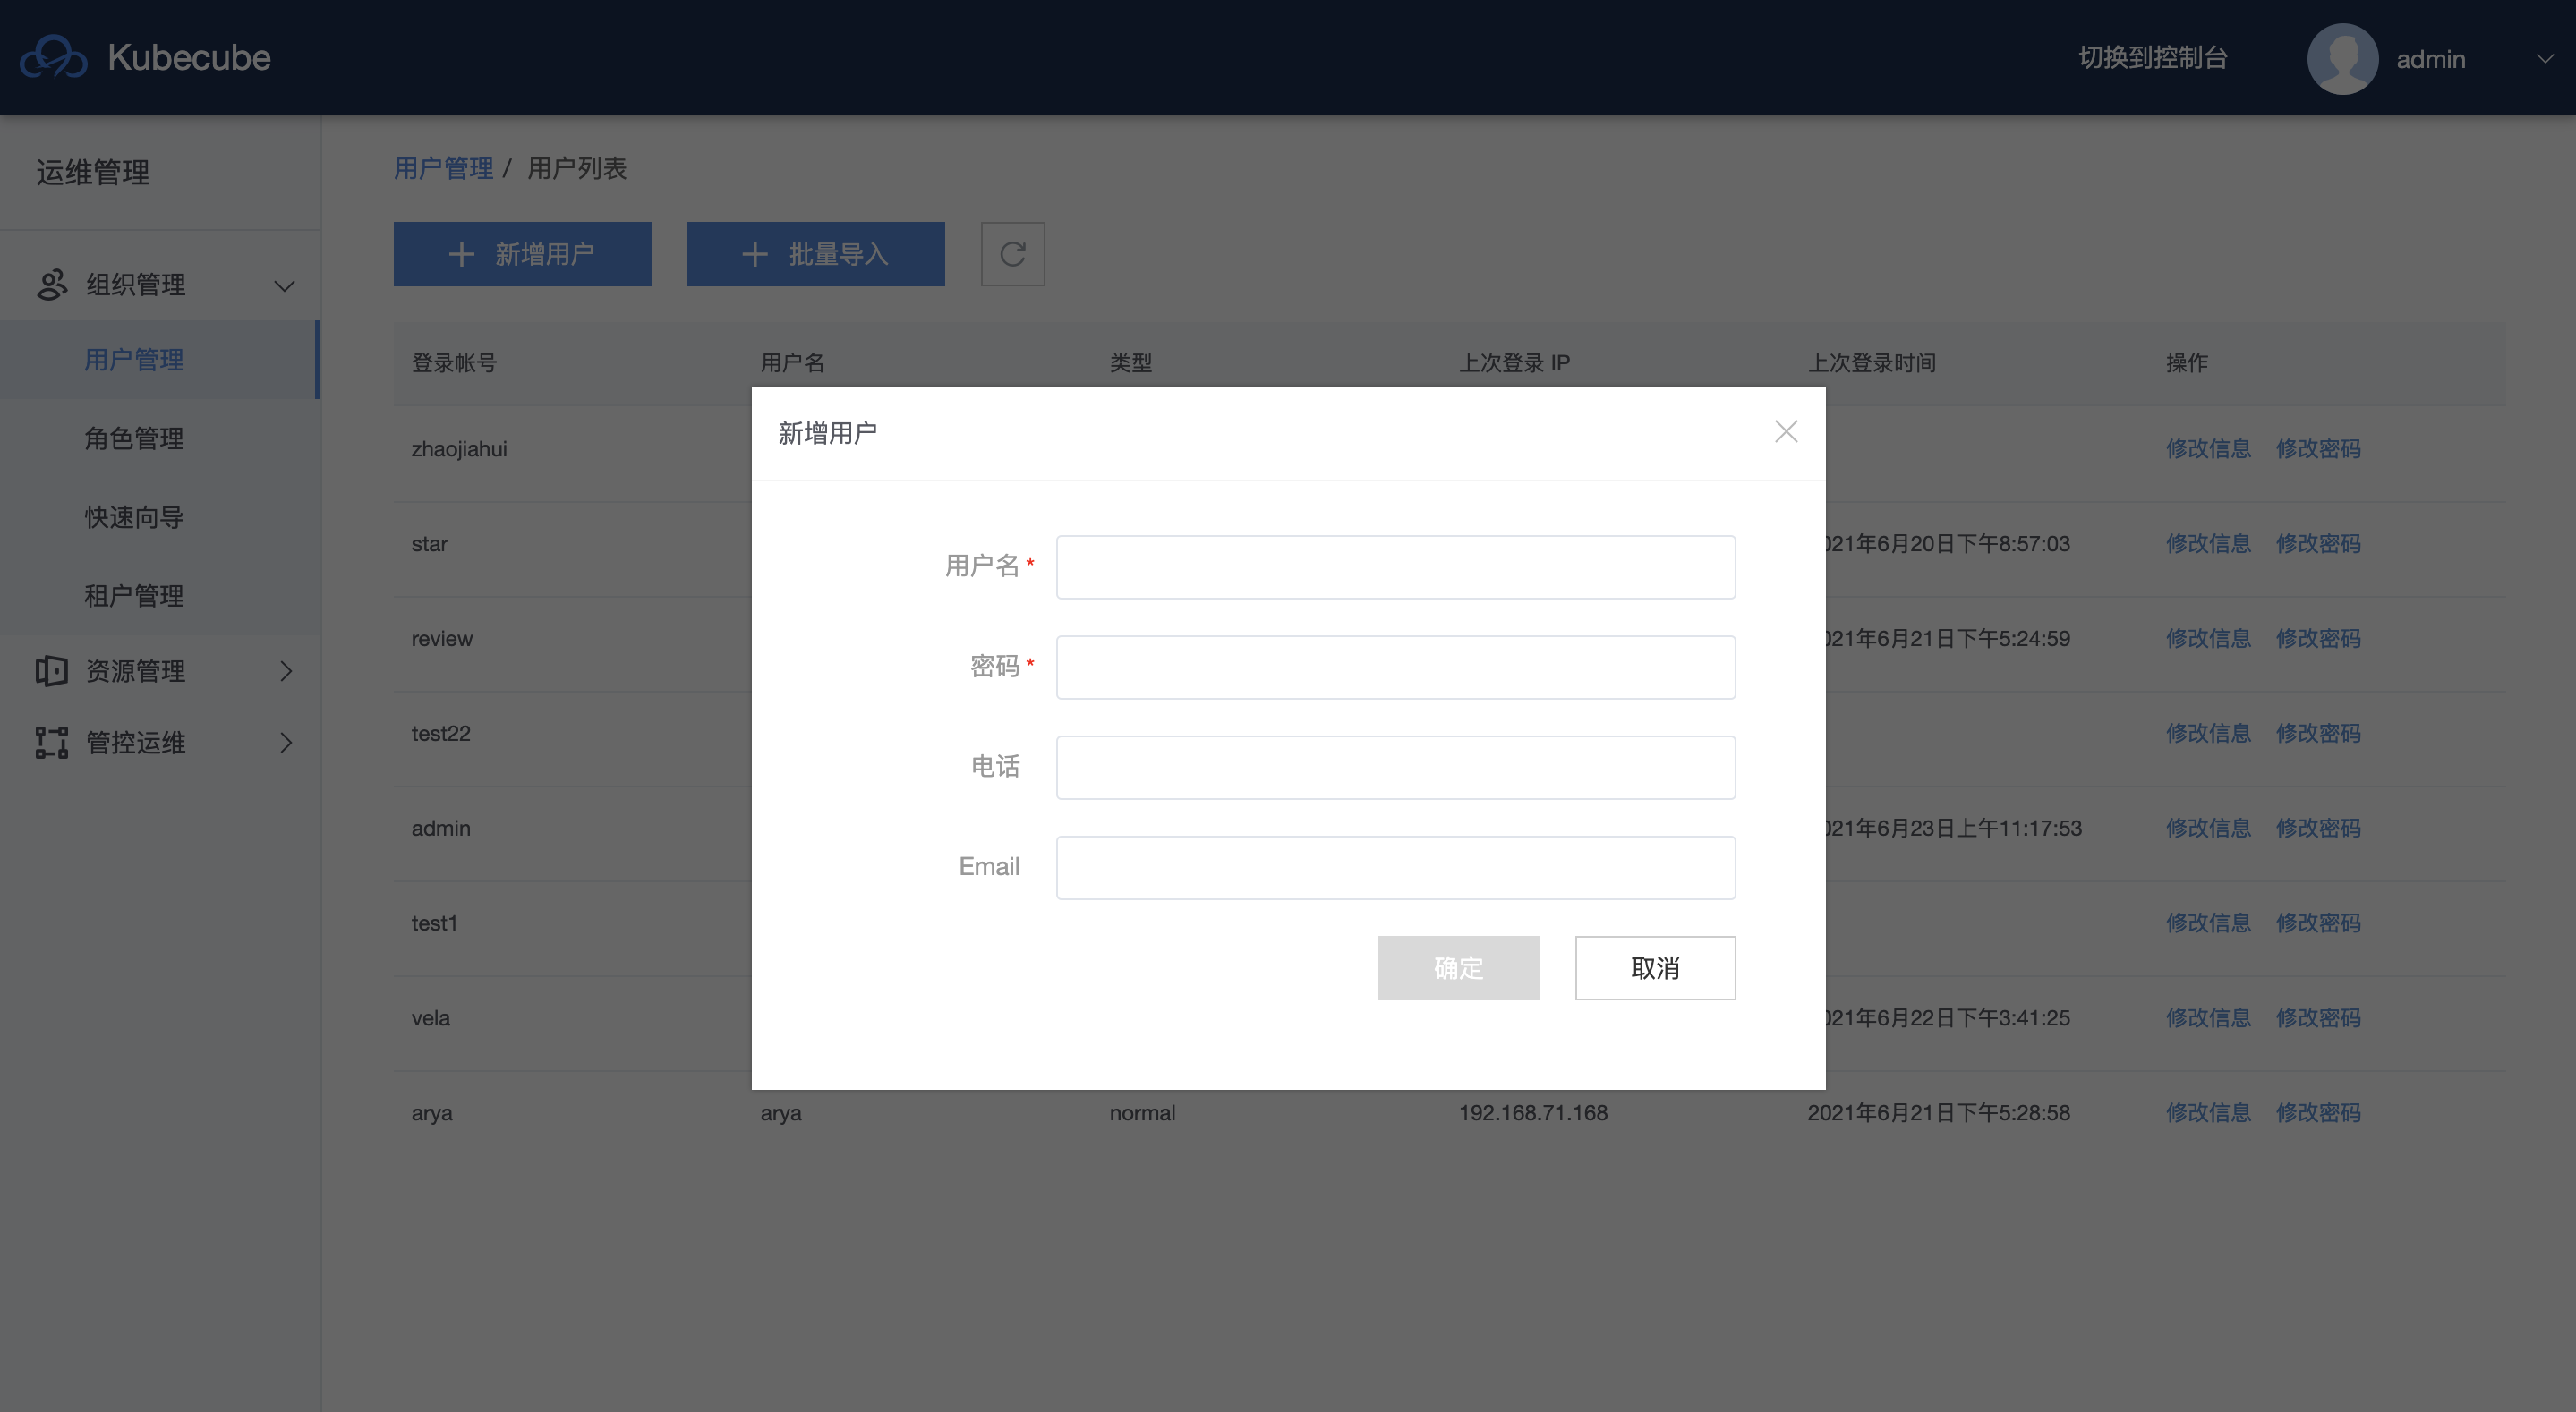 Kubecube
切换到控制台
admin
运维管理
组织管理
用户管理
角色管理
快速向导
租户管理
资源管理
管控运维
用户管理 / 用户列表
新增用户
批量导入
登录帐号 用户名 类型 上次登录 IP 上次登录时间 操作
zhaojiahui 修改信息 修改密码
star 021年6月20日下午8:57:03 修改信息 修改密码
review 021年6月21日下午5:24:59 修改信息 修改密码
test22 修改信息 修改密码
admin 021年6月23日上午11:17:53 修改信息 修改密码
test1 修改信息 修改密码
vela 021年6月22日下午3:41:25 修改信息 修改密码
arya arya normal 192.168.71.168 2021年6月21日下午5:28:58 修改信息 修改密码
新增用户
用户名 *
密码 *
电话
Email
确定
取消